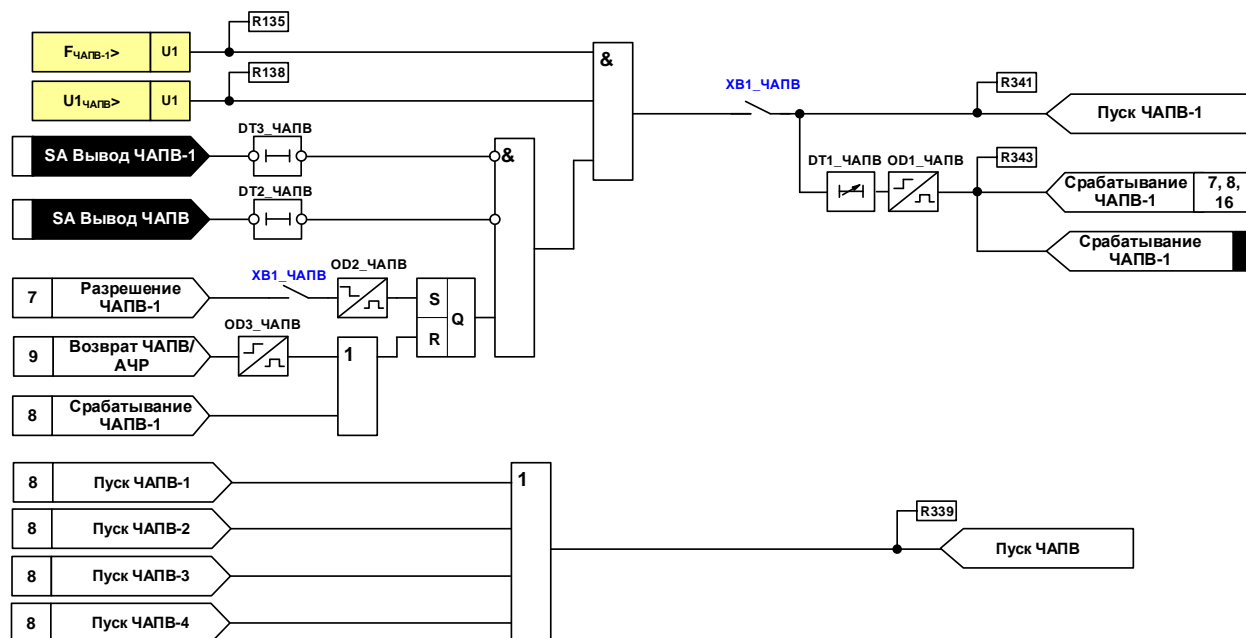 R135
FЧАПВ-1> U1
R138
U1ЧАПВ> U1
&
XB1_ЧАПВ
R341
Пуск ЧАПВ-1
DT3_ЧАПВ
SA Вывод ЧАПВ-1
&
DT1_ЧАПВ OD1_ЧАПВ
R343
DT2_ЧАПВ
SA Вывод ЧАПВ
Срабатывание
ЧАПВ-1
7, 8,
16
Срабатывание
ЧАПВ-1
XB1_ЧАПВ
OD2_ЧАПВ
7 Разрешение
ЧАПВ-1
S
Q
R
OD3_ЧАПВ
9 Возврат ЧАПВ/
АЧР
1
8 Срабатывание
ЧАПВ-1
8 Пуск ЧАПВ-1
1
8 Пуск ЧАПВ-2
R339
Пуск ЧАПВ
8 Пуск ЧАПВ-3
8 Пуск ЧАПВ-4